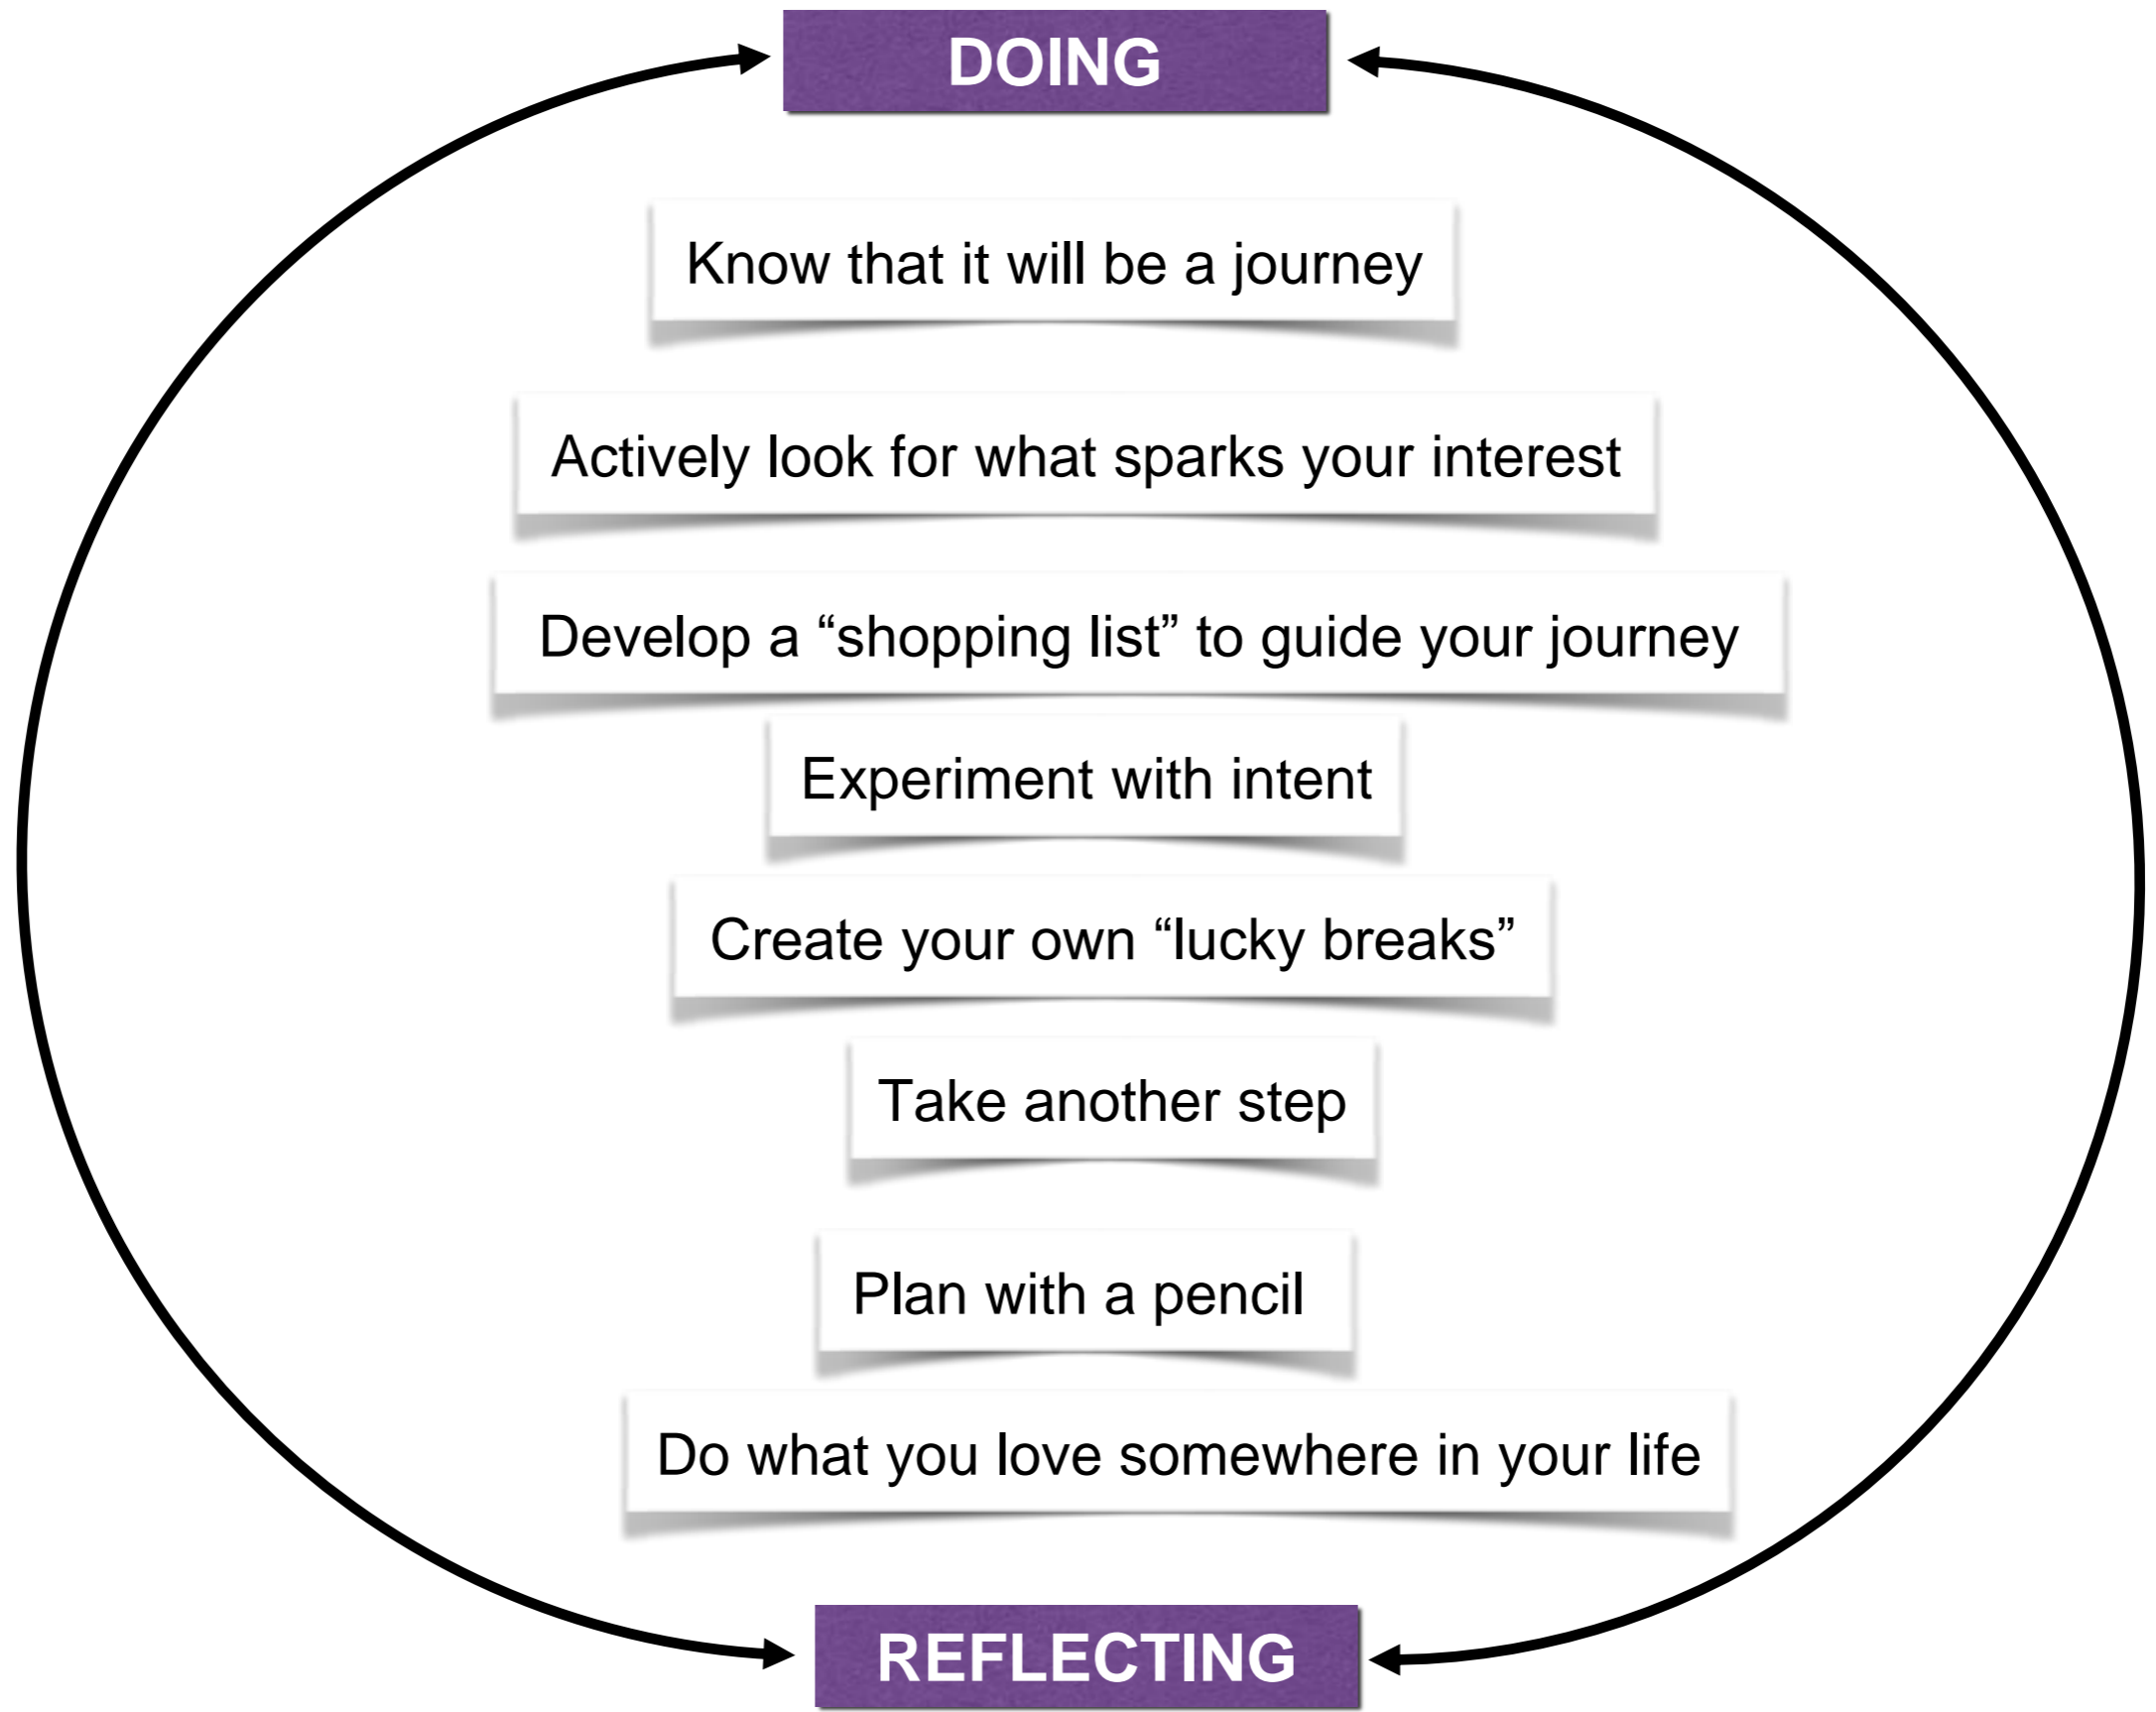 DOING
Know that it will be a journey
Actively look for what sparks your interest
Develop a “shopping list” to guide your journey
Experiment with intent
Create your own “lucky breaks”
Take another step
Plan with a pencil
Do what you love somewhere in your life
REFLECTING